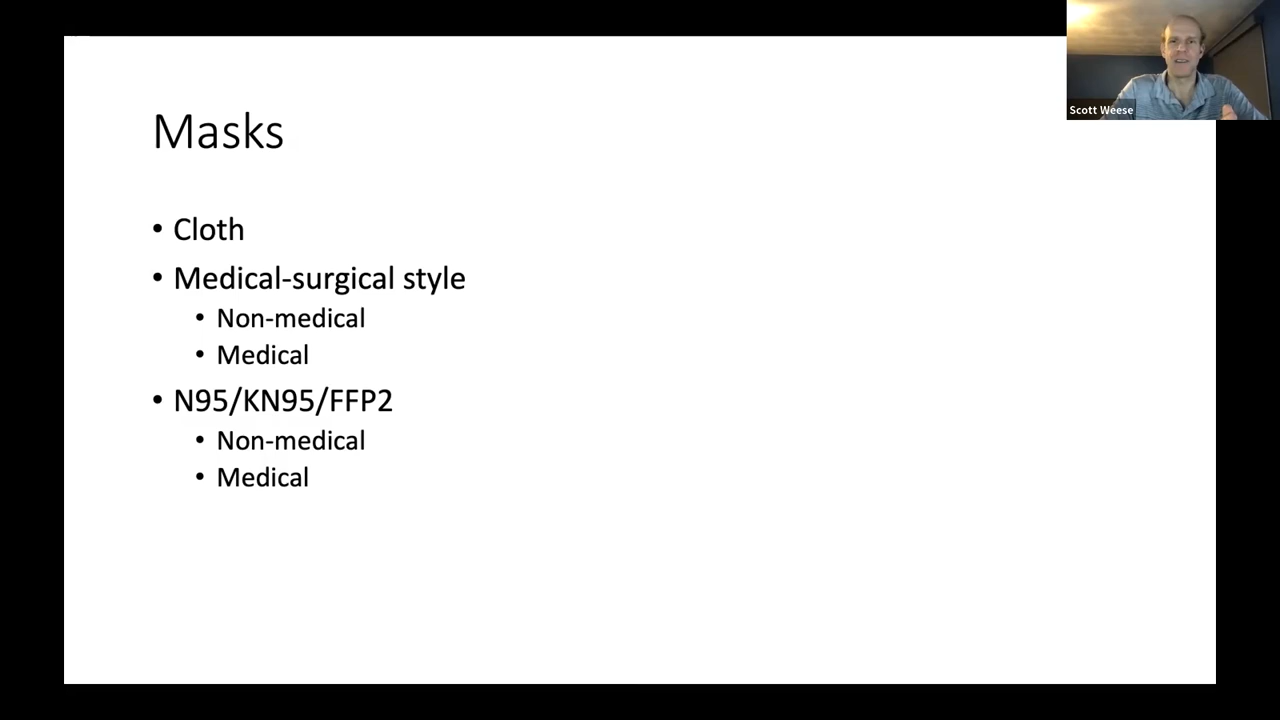 Scott Weese
Masks
• Cloth
• Medical-surgical style
• Non-medical
• Medical
• N95/KN95/FFP2
• Non-medical
• Medical